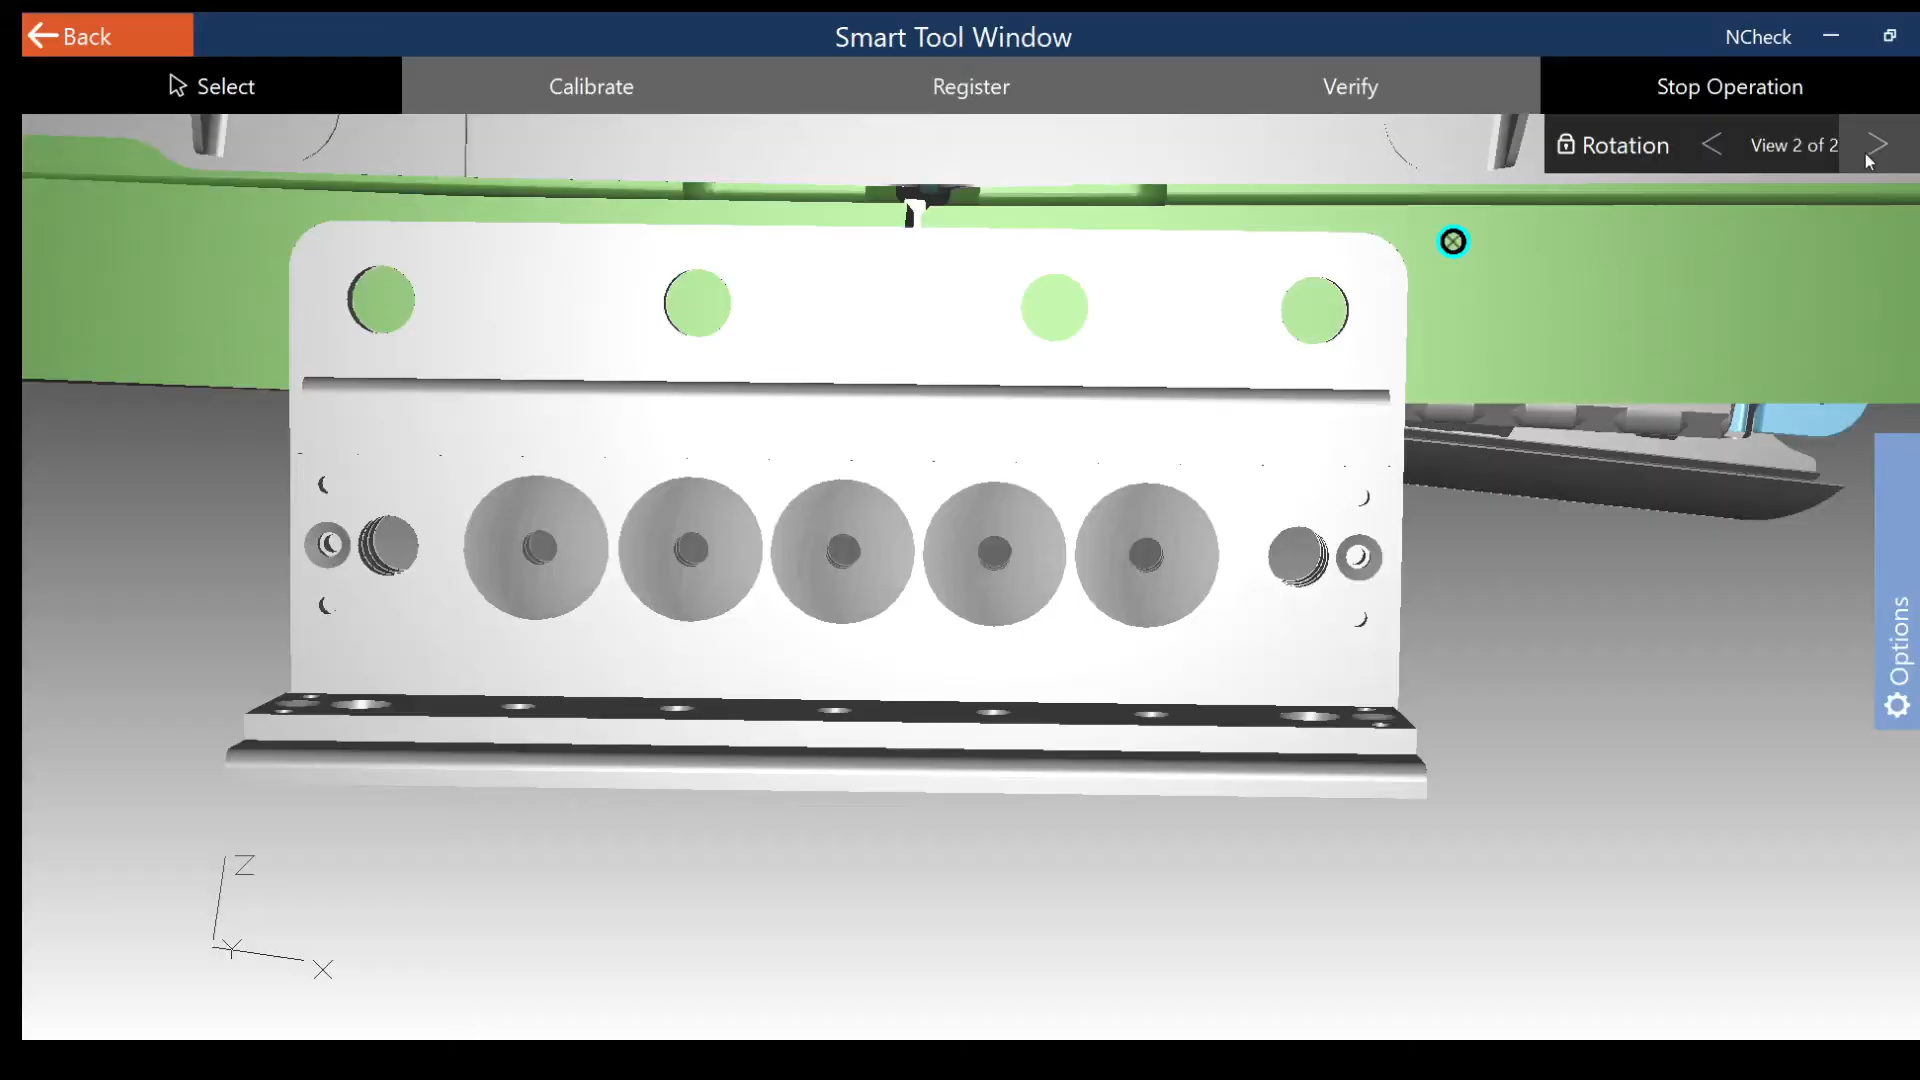 Back
Smart Tool Window
NCheck
Select
Calibrate
Register
Verify
Stop Operation
Rotation
View 2 of 2
Options
Z
Y
X